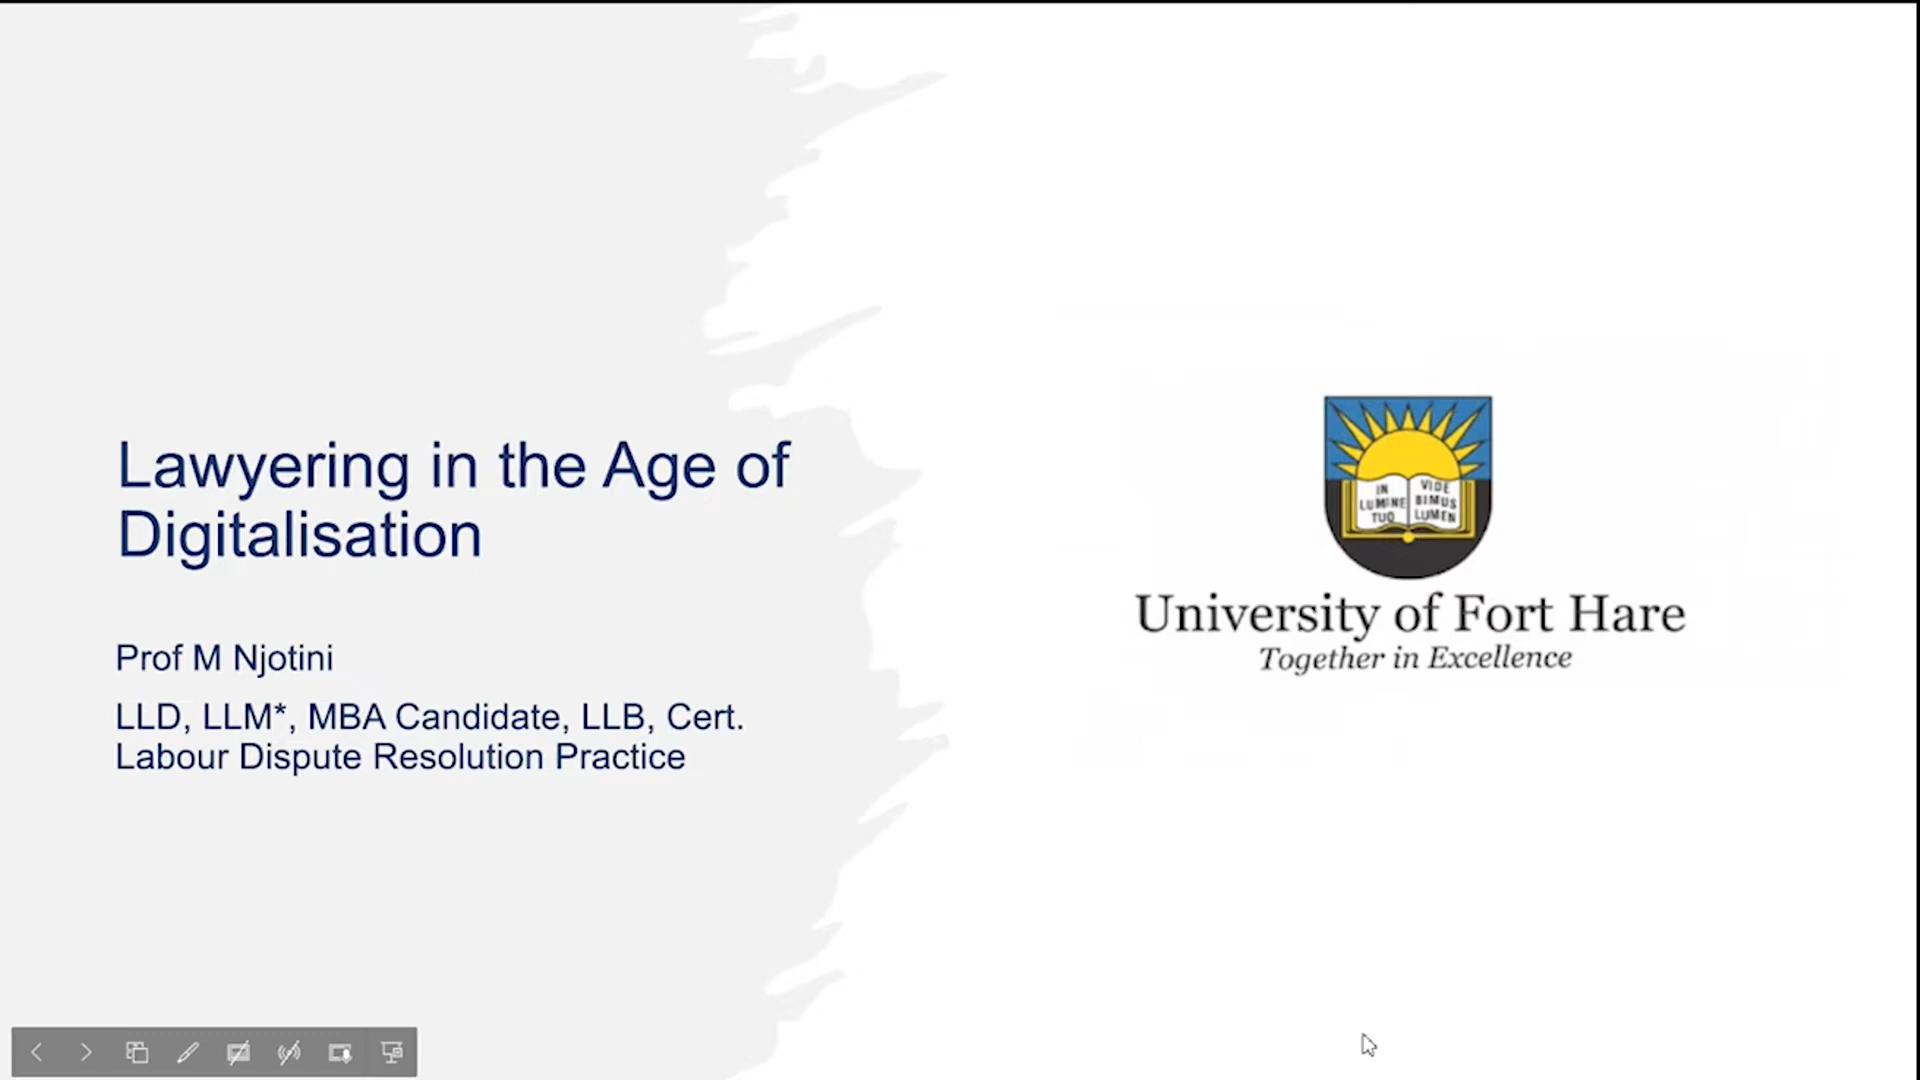 Lawyering in the Age of
Digitalisation
Prof M Njotini
LLD, LLM*, MBA Candidate, LLB, Cert.
Labour Dispute Resolution Practice
IN
LUMINE
TUO
VIDE
BIMUS
LUMEN
University of Fort Hare
Together in Excellence